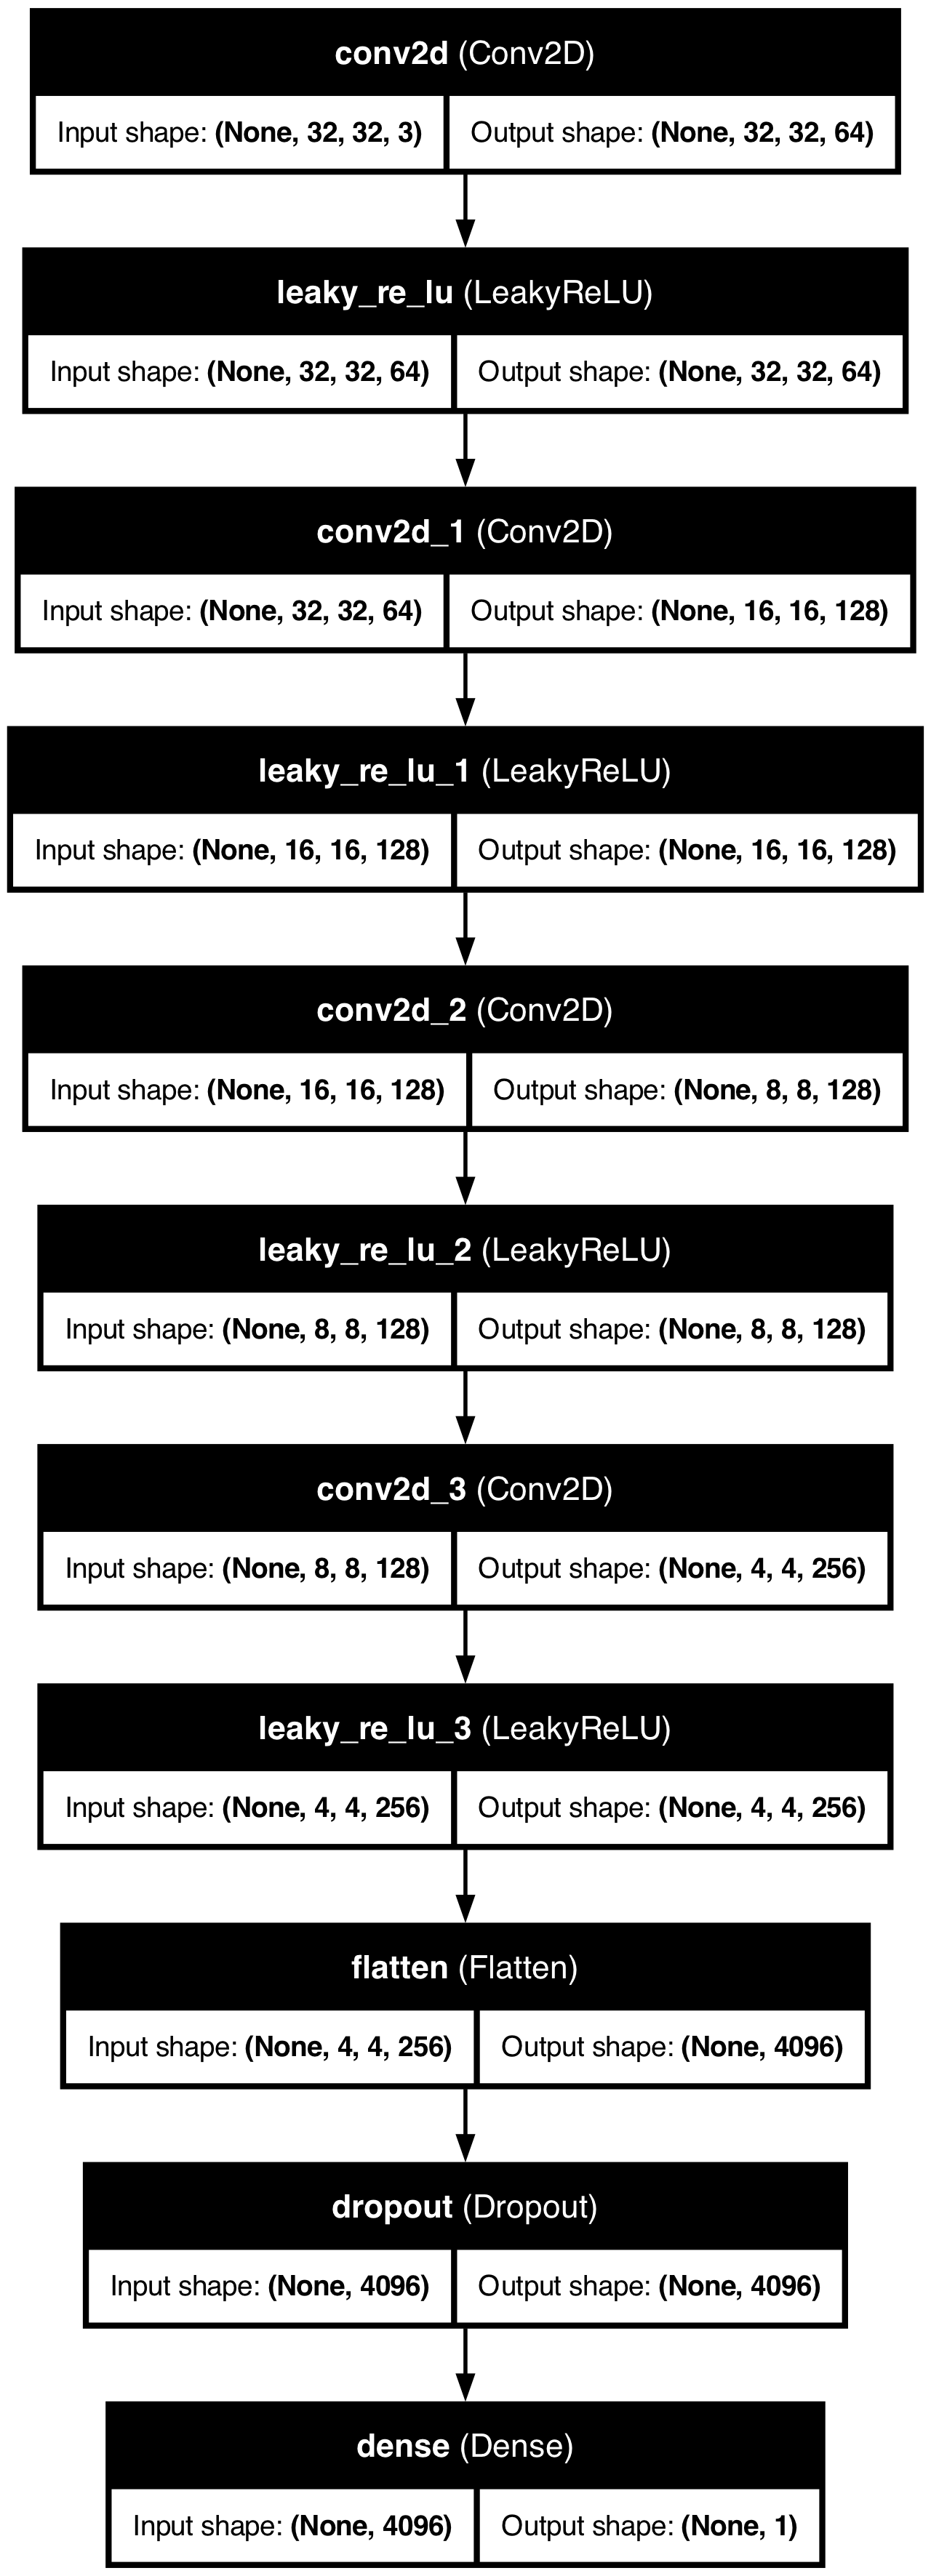 conv2d (Conv2D)
Input shape: (None, 32, 32, 3) Output shape: (None, 32, 32, 64)
leaky_re_lu (LeakyReLU)
Input shape: (None, 32, 32, 64) Output shape: (None, 32, 32, 64)
conv2d_1 (Conv2D)
Input shape: (None, 32, 32, 64) Output shape: (None, 16, 16, 128)
leaky_re_lu_1 (LeakyReLU)
Input shape: (None, 16, 16, 128) Output shape: (None, 16, 16, 128)
conv2d_2 (Conv2D)
Input shape: (None, 16, 16, 128) Output shape: (None, 8, 8, 128)
leaky_re_lu_2 (LeakyReLU)
Input shape: (None, 8, 8, 128) Output shape: (None, 8, 8, 128)
conv2d_3 (Conv2D)
Input shape: (None, 8, 8, 128) Output shape: (None, 4, 4, 256)
leaky_re_lu_3 (LeakyReLU)
Input shape: (None, 4, 4, 256) Output shape: (None, 4, 4, 256)
flatten (Flatten)
Input shape: (None, 4, 4, 256) Output shape: (None, 4096)
dropout (Dropout)
Input shape: (None, 4096) Output shape: (None, 4096)
dense (Dense)
Input shape: (None, 4096) Output shape: (None, 1)